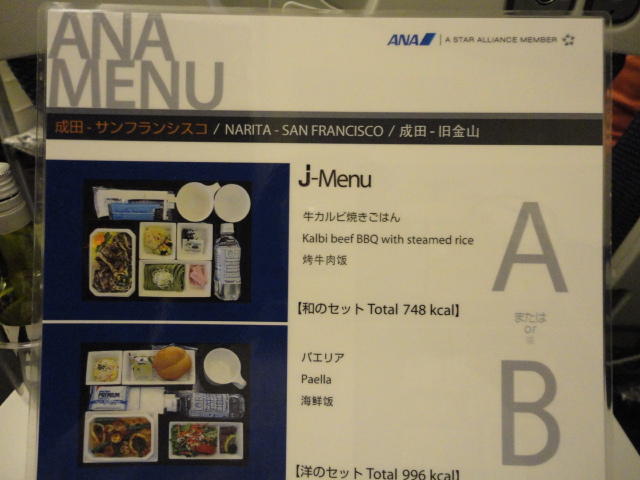 ANA
MENU
ANA A STAR ALLIANCE MEMBER
成田 - サンフランシスコ / NARITA - SAN FRANCISCO / 成田 - 旧金山
J-Menu
牛カルビ焼きごはん
Kalbi beef BBQ with steamed rice
烤牛肉饭
【和のセット Total 748 kcal】
A
または
or
或
パエリア
Paella
海鲜饭
B
【洋のセット Total 996 kcal】